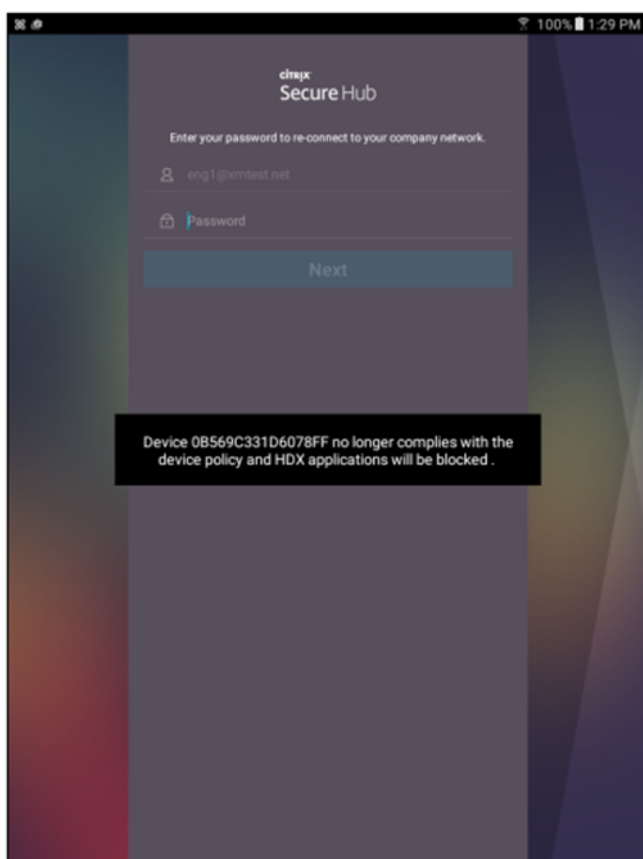 100% 1:29 PM
citrix
Secure Hub
Enter your password to re-connect to your company network.
eng1@xmtest.net
Password
Next
Device 0B569C331D6078FF no longer complies with the
device policy and HDX applications will be blocked .